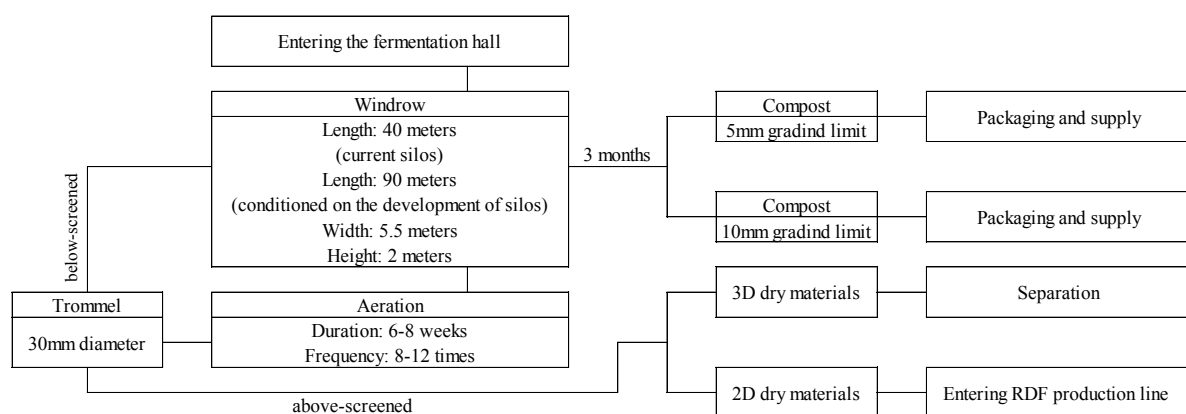 Entering the fermentation hall
Windrow
Length: 40 meters
(current silos)
Length: 90 meters
(conditioned on the development of silos)
Width: 5.5 meters
Height: 2 meters
3 months
Compost
5mm gradind limit
Packaging and supply
Compost
10mm gradind limit
Packaging and supply
below-screened
Trommel
30mm diameter
Aeration
Duration: 6-8 weeks
Frequency: 8-12 times
above-screened
3D dry materials
Separation
2D dry materials
Entering RDF production line